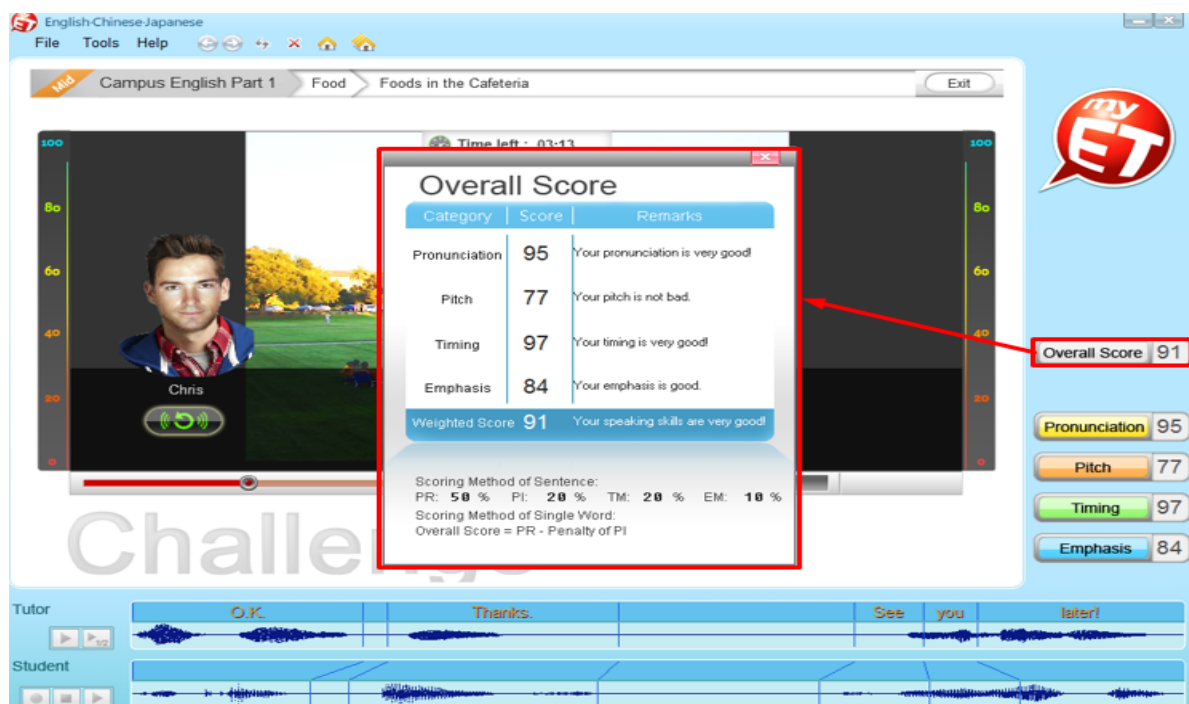 English-Chinese-Japanese
File Tools Help
Mid Campus English Part 1 Food Foods in the Cafeteria Exit
my
ET
100 100
80 80
60 60
40 40
20 20
0 0
Time left : 03:13
Chris
Overall Score
Category Score Remarks
Pronunciation 95 Your pronunciation is very good!
Pitch 77 Your pitch is not bad.
Timing 97 Your timing is very good!
Emphasis 84 Your emphasis is good.
Weighted Score 91 Your speaking skills are very good!
Scoring Method of Sentence:
PR: 50 % PI: 20 % TM: 20 % EM: 10 %
Scoring Method of Single Word:
Overall Score = PR - Penalty of PI
Overall Score 91
Pronunciation 95
Pitch 77
Timing 97
Emphasis 84
Challenge
Tutor O.K. Thanks. See you later!
1/2
Student